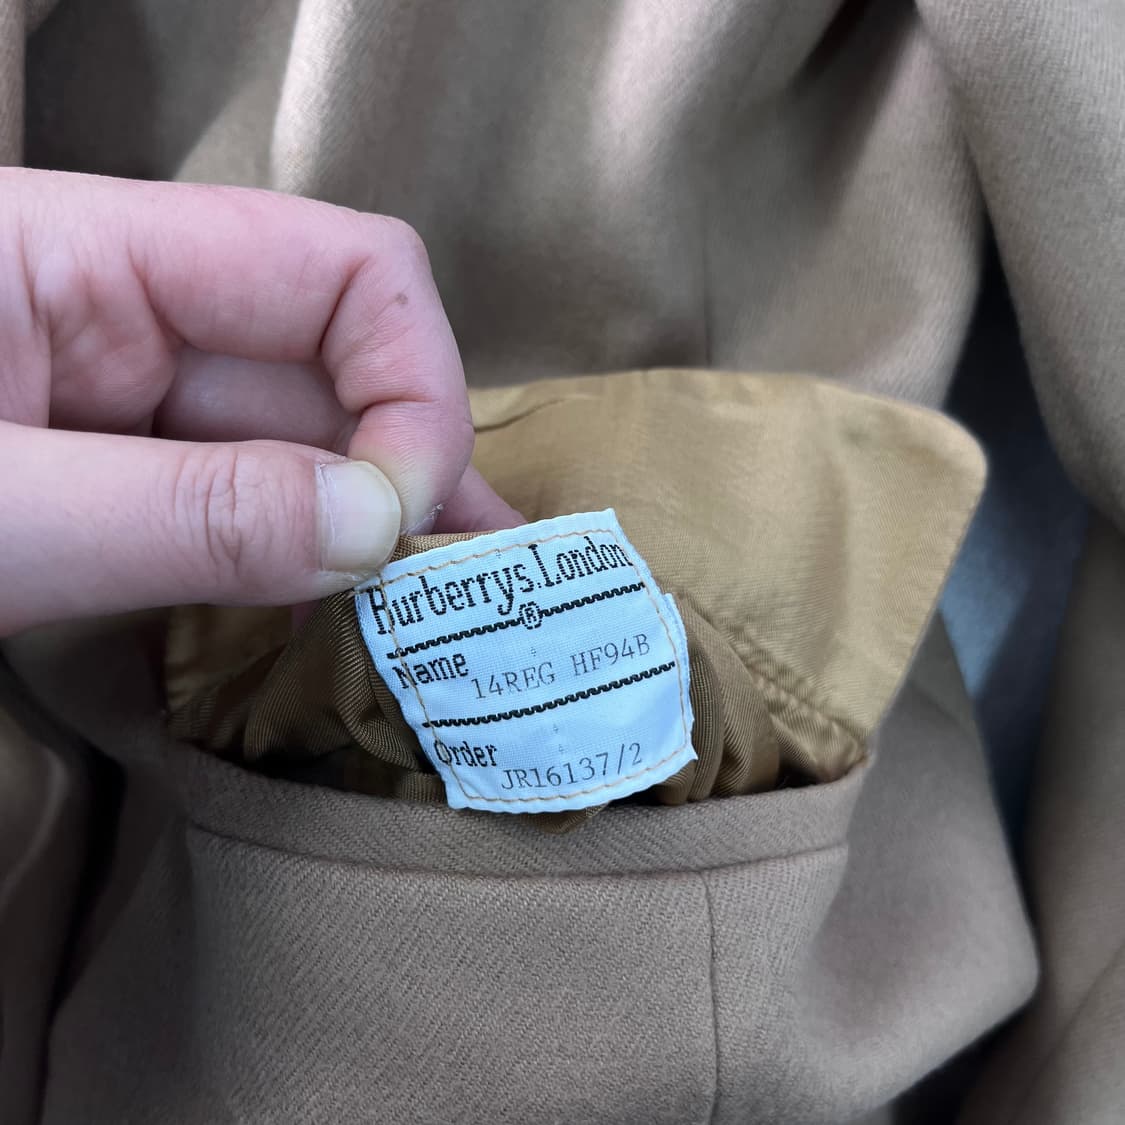 Burberrys.London
®
Name 14REG HF94B
Order JR16137/2